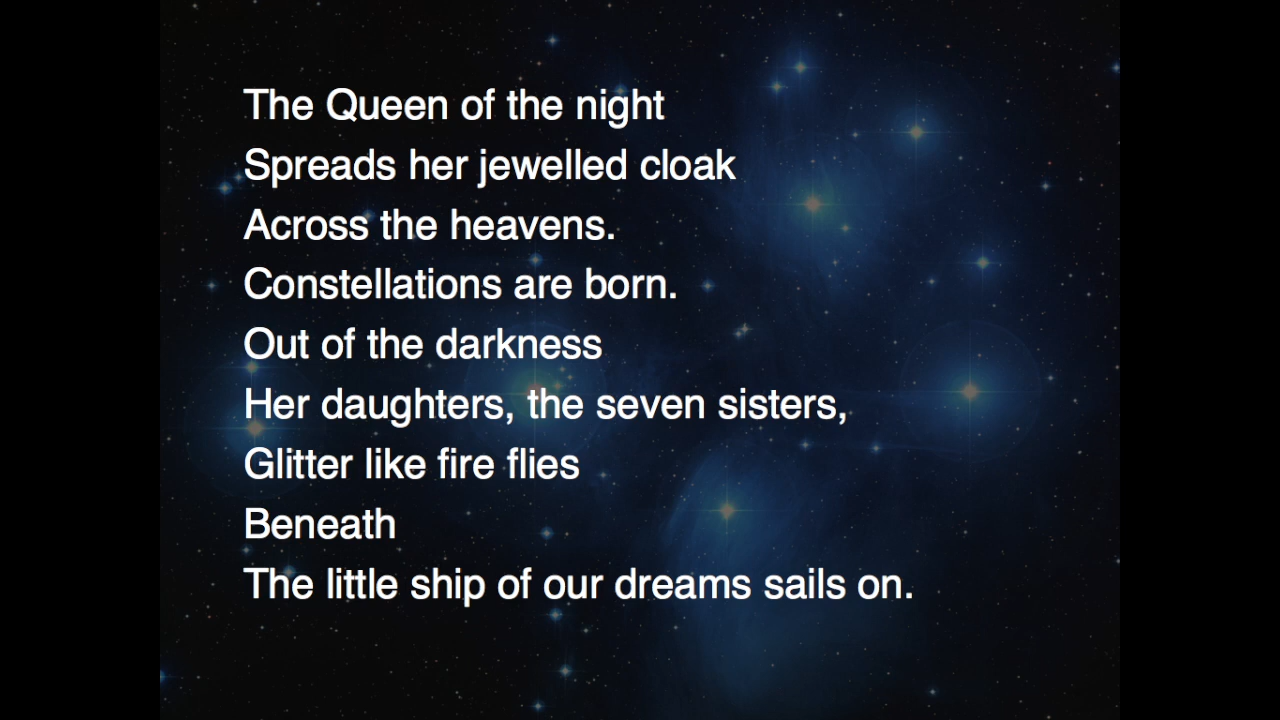 The Queen of the night
Spreads her jewelled cloak
Across the heavens.
Constellations are born.
Out of the darkness
Her daughters, the seven sisters,
Glitter like fire flies
Beneath
The little ship of our dreams sails on.